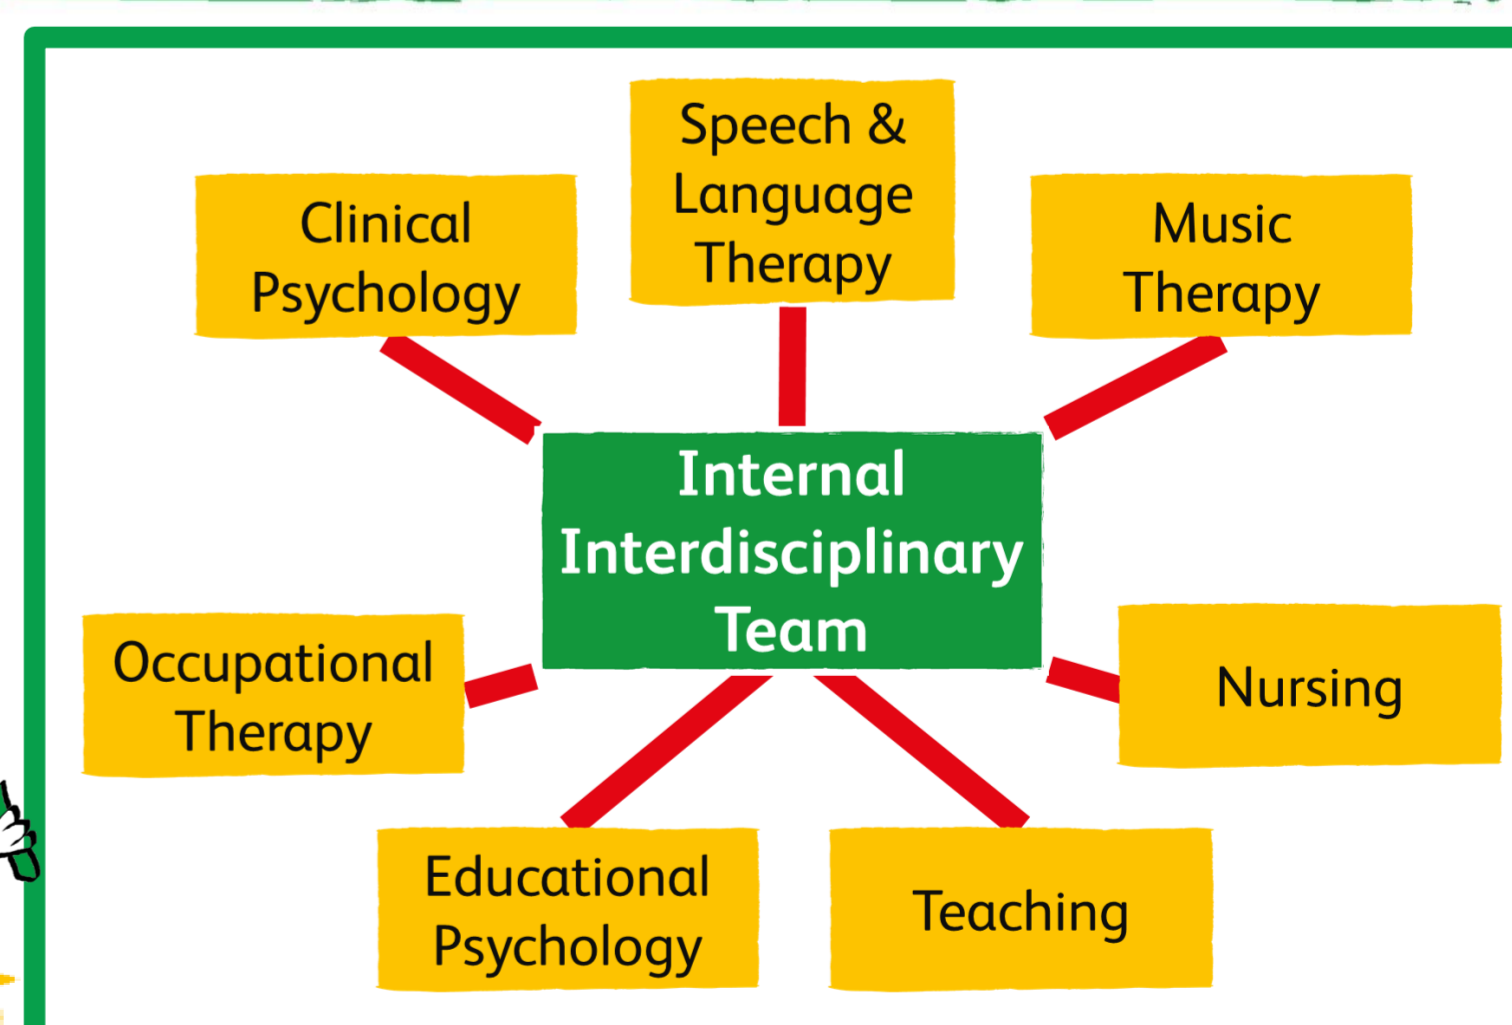 Speech &
Language
Therapy
Clinical
Psychology
Music
Therapy
Internal
Interdisciplinary
Team
Occupational
Therapy
Nursing
Educational
Psychology
Teaching